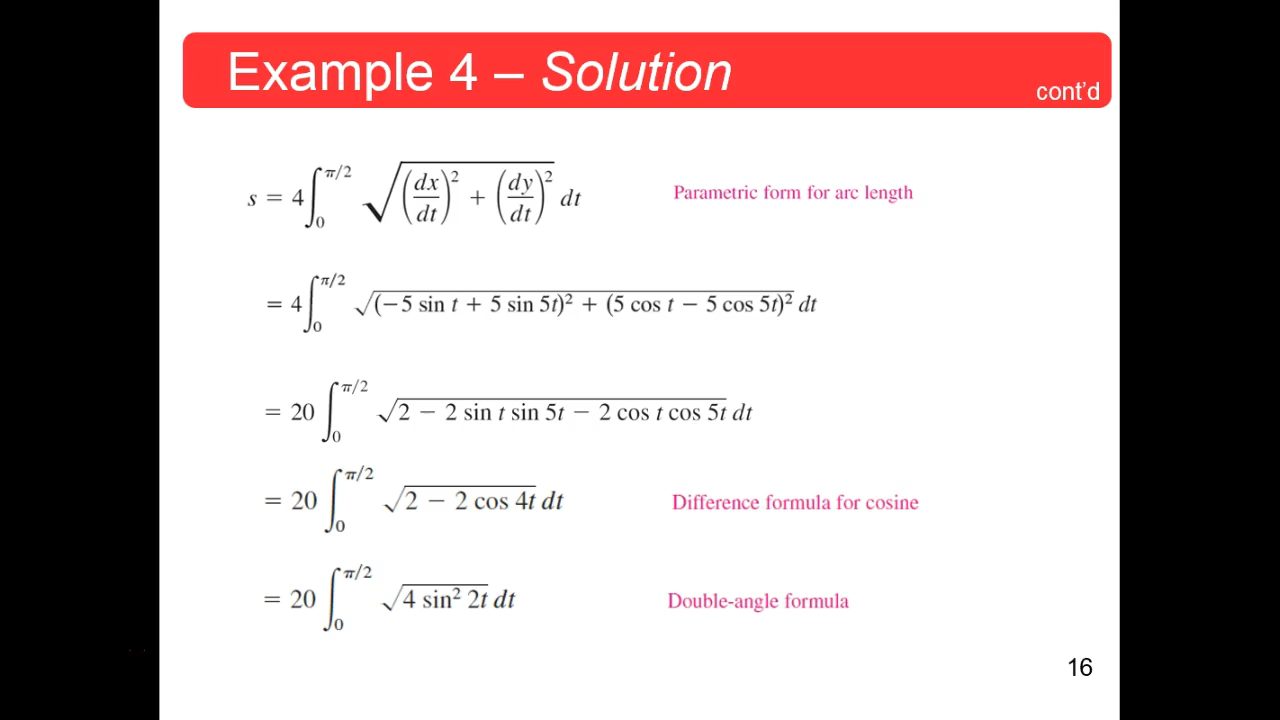 Example 4 – Solution
cont'd
s = 4∫₀^{π/2} √((dx/dt)² + (dy/dt)²) dt Parametric form for arc length
= 4∫₀^{π/2} √((−5 sin t + 5 sin 5t)² + (5 cos t − 5 cos 5t)²) dt
= 20 ∫₀^{π/2} √(2 − 2 sin t sin 5t − 2 cos t cos 5t) dt
= 20 ∫₀^{π/2} √(2 − 2 cos 4t) dt Difference formula for cosine
= 20 ∫₀^{π/2} √(4 sin² 2t) dt Double-angle formula
16